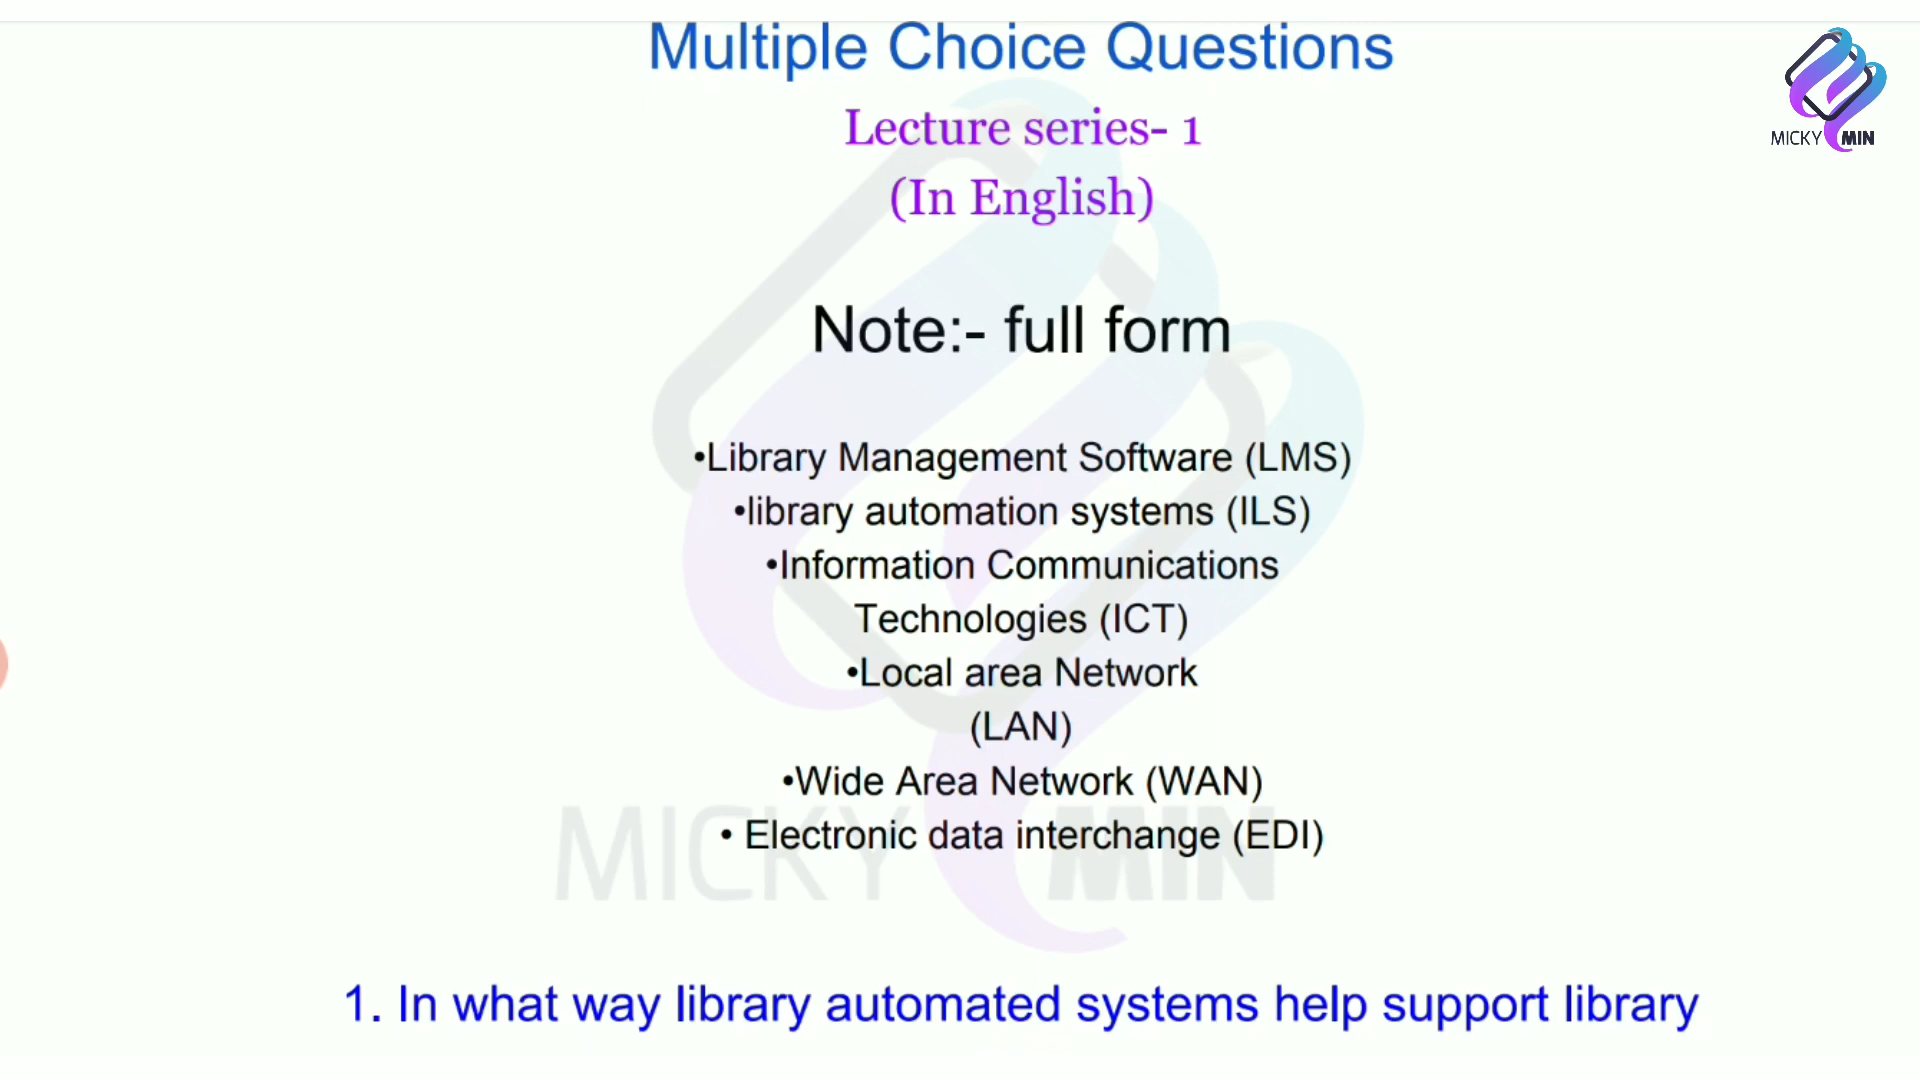 Multiple Choice Questions
Lecture series- 1
(In English)
MICKY MIN
Note:- full form
•Library Management Software (LMS)
•library automation systems (ILS)
•Information Communications
Technologies (ICT)
•Local area Network
(LAN)
•Wide Area Network (WAN)
• Electronic data interchange (EDI)
MICKY MIN
1. In what way library automated systems help support library